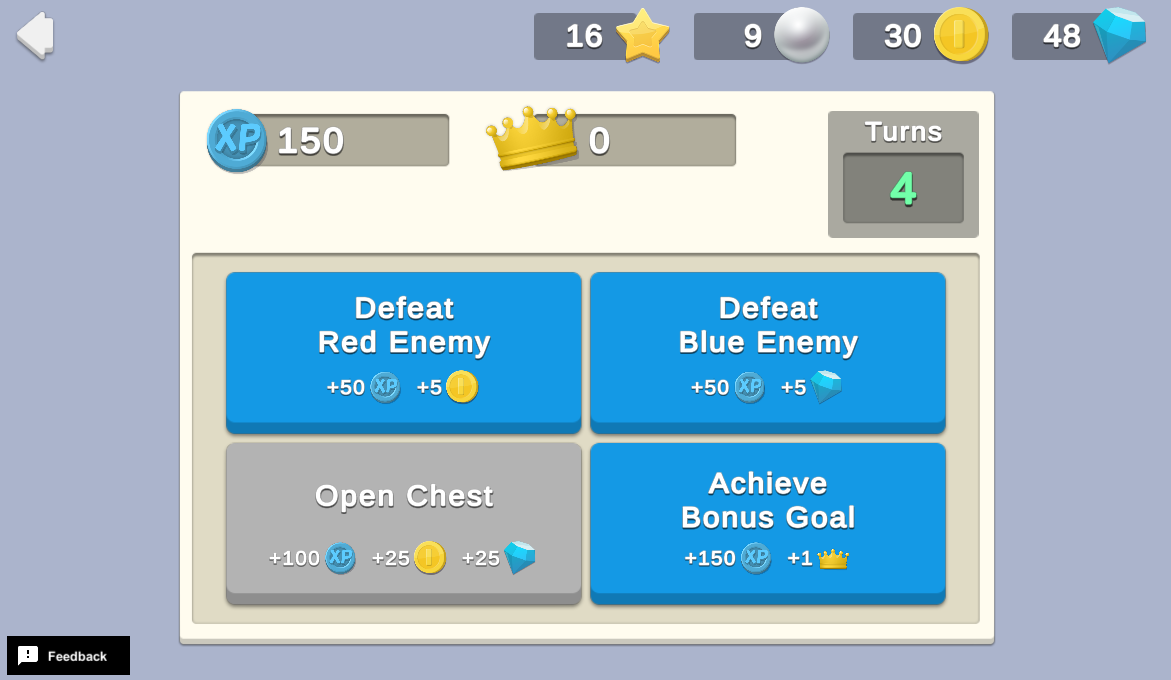 16 9 30 48
XP 150 0
Turns
4
Defeat
Red Enemy
+50 XP +5
Defeat
Blue Enemy
+50 XP +5
Open Chest
+100 XP +25 +25
Achieve
Bonus Goal
+150 XP +1
Feedback